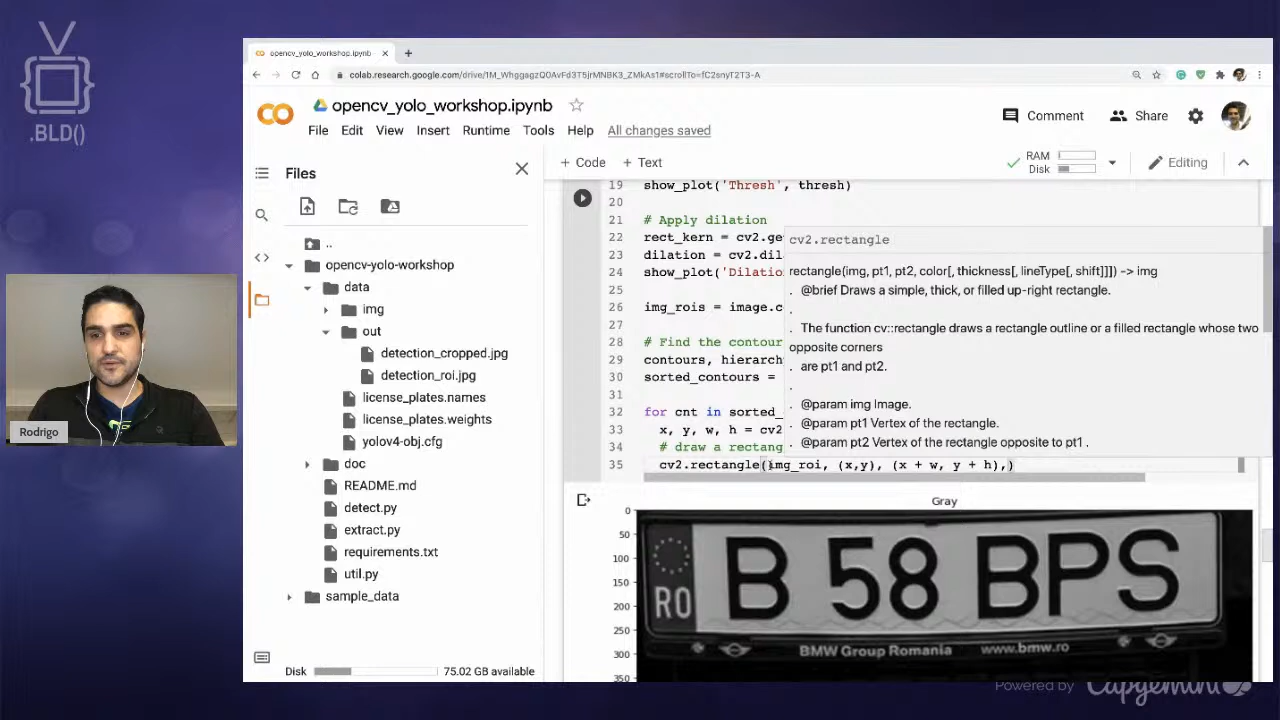 .BLD()
opencv_yolo_workshop.ipynb
colab.research.google.com/drive/1M_WhggagzQ0AvFd3T5jrMNBK3_ZMkAs1#scrollTo=fC2snyT2T3-A
opencv_yolo_workshop.ipynb
Comment
Share
File Edit View Insert Runtime Tools Help All changes saved
Files
+ Code + Text
RAM
Disk
Editing
..
opencv-yolo-workshop
data
img
out
detection_cropped.jpg
detection_roi.jpg
license_plates.names
license_plates.weights
yolov4-obj.cfg
doc
README.md
detect.py
extract.py
requirements.txt
util.py
sample_data
Disk 75.02 GB available
19 show_plot('Thresh', thresh)
20
21 # Apply dilation
22 rect_kern = cv2.ge
23 dilation = cv2.dil
24 show_plot('Dilatio
25
26 img_rois = image.c
27
28 # Find the contour
29 contours, hierarch
30 sorted_contours =
31
32 for cnt in sorted_
33 x, y, w, h = cv2
34 # draw a rectang
35 cv2.rectangle(img_roi, (x,y), (x + w, y + h),)
cv2.rectangle
rectangle(img, pt1, pt2, color[, thickness[, lineType[, shift]]]) -> img
. @brief Draws a simple, thick, or filled up-right rectangle.
.
. The function cv::rectangle draws a rectangle outline or a filled rectangle whose two
opposite corners
. are pt1 and pt2.
.
. @param img Image.
. @param pt1 Vertex of the rectangle.
. @param pt2 Vertex of the rectangle opposite to pt1 .
Gray
0
50
100
150
200
250
300
350
RO
B 58 BPS
BMW Group Romania www.bmw.ro
Rodrigo
Powered by Capgemini